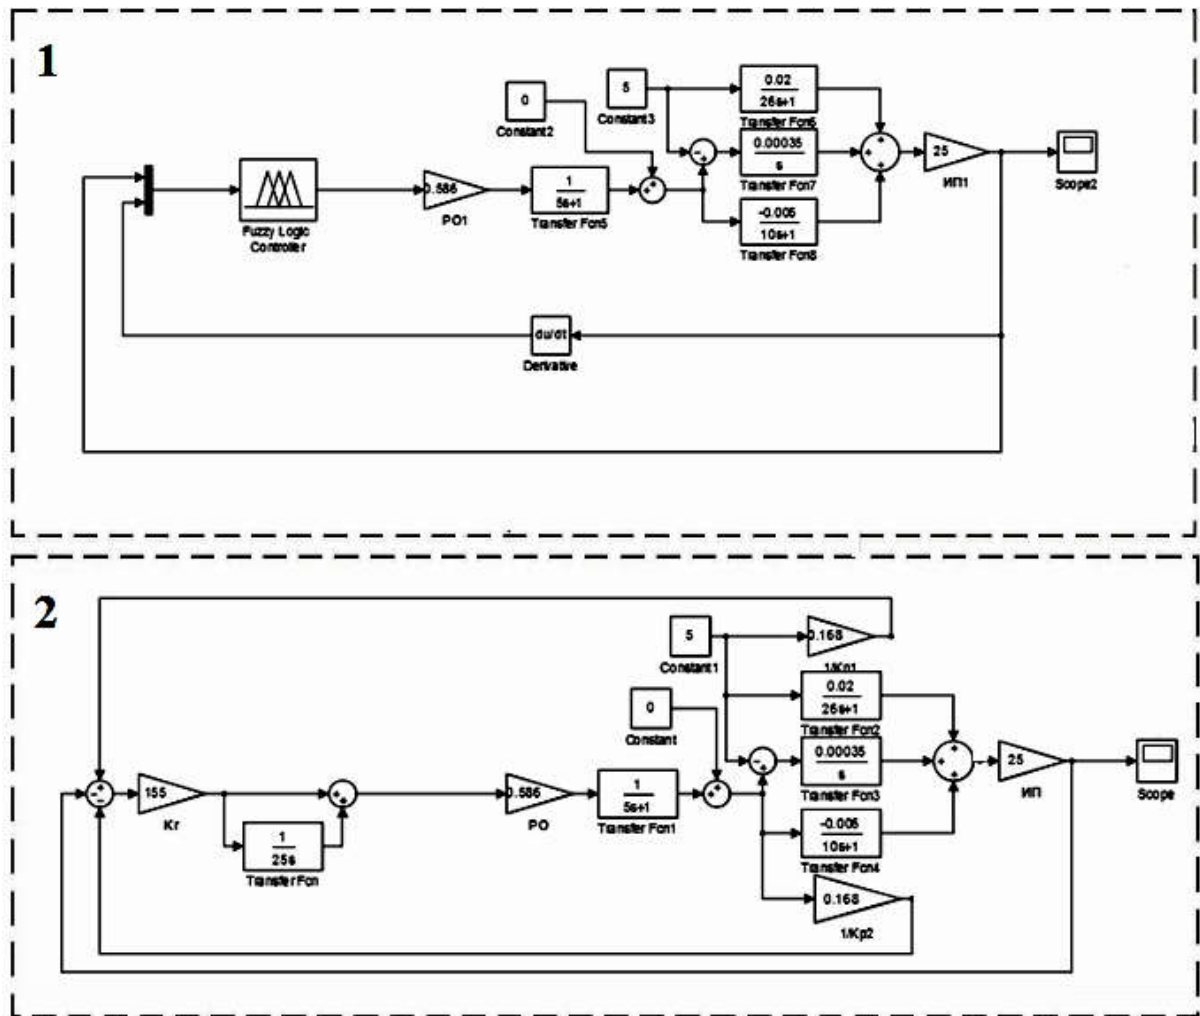 1
5
0.02
26s+1
0
Constant3
Transfer Fcn6
Constant2
-
+
0.00035
s
+
+
+
25
0.586
1
5s+1
+
+
Scope2
ИП1
Transfer Fcn7
PO1
Transfer Fcn5
Fuzzy Logic
Controller
-0.005
10s+1
Transfer Fcn8
du/dt
Derivative
2
5
0.168
Constant1
1/Kp1
0.02
26s+1
0
Transfer Fcn2
Constant
-
+
0.00035
s
+
+
+
25
155
+
+
0.586
1
5s+1
+
+
Transfer Fcn3
ИП
Scope
Kr
PO
Transfer Fcn1
1
25s
-0.005
10s+1
Transfer Fcn
Transfer Fcn4
0.168
1/Kp2